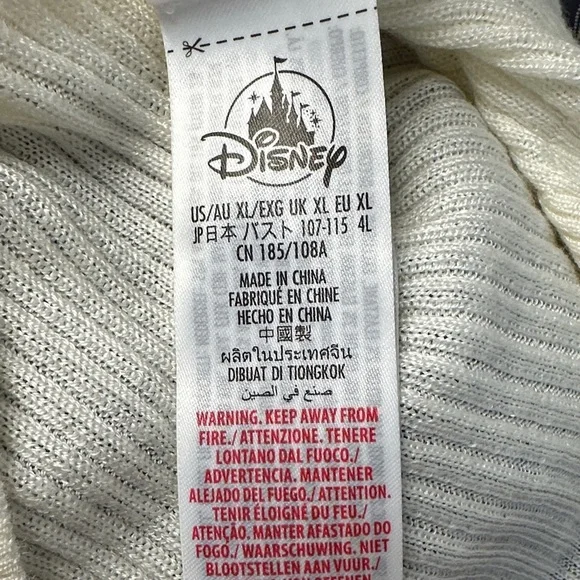 Disney
US/AU XL/EXG UK XL EU XL
JP日本 バスト 107-115 4L
CN 185/108A
MADE IN CHINA
FABRIQUÉ EN CHINE
HECHO EN CHINA
中國製
ผลิตในประเทศจีน
DIBUAT DI TIONGKOK
صنع في الصين
WARNING. KEEP AWAY FROM
FIRE./ ATTENZIONE. TENERE
LONTANO DAL FUOCO./
ADVERTENCIA. MANTENER
ALEJADO DEL FUEGO./ ATTENTION.
TENIR ÉLOIGNÉ DU FEU./
ATENÇÃO. MANTER AFASTADO DO
FOGO./ WAARSCHUWING. NIET
BLOOTSTELLEN AAN VUUR./